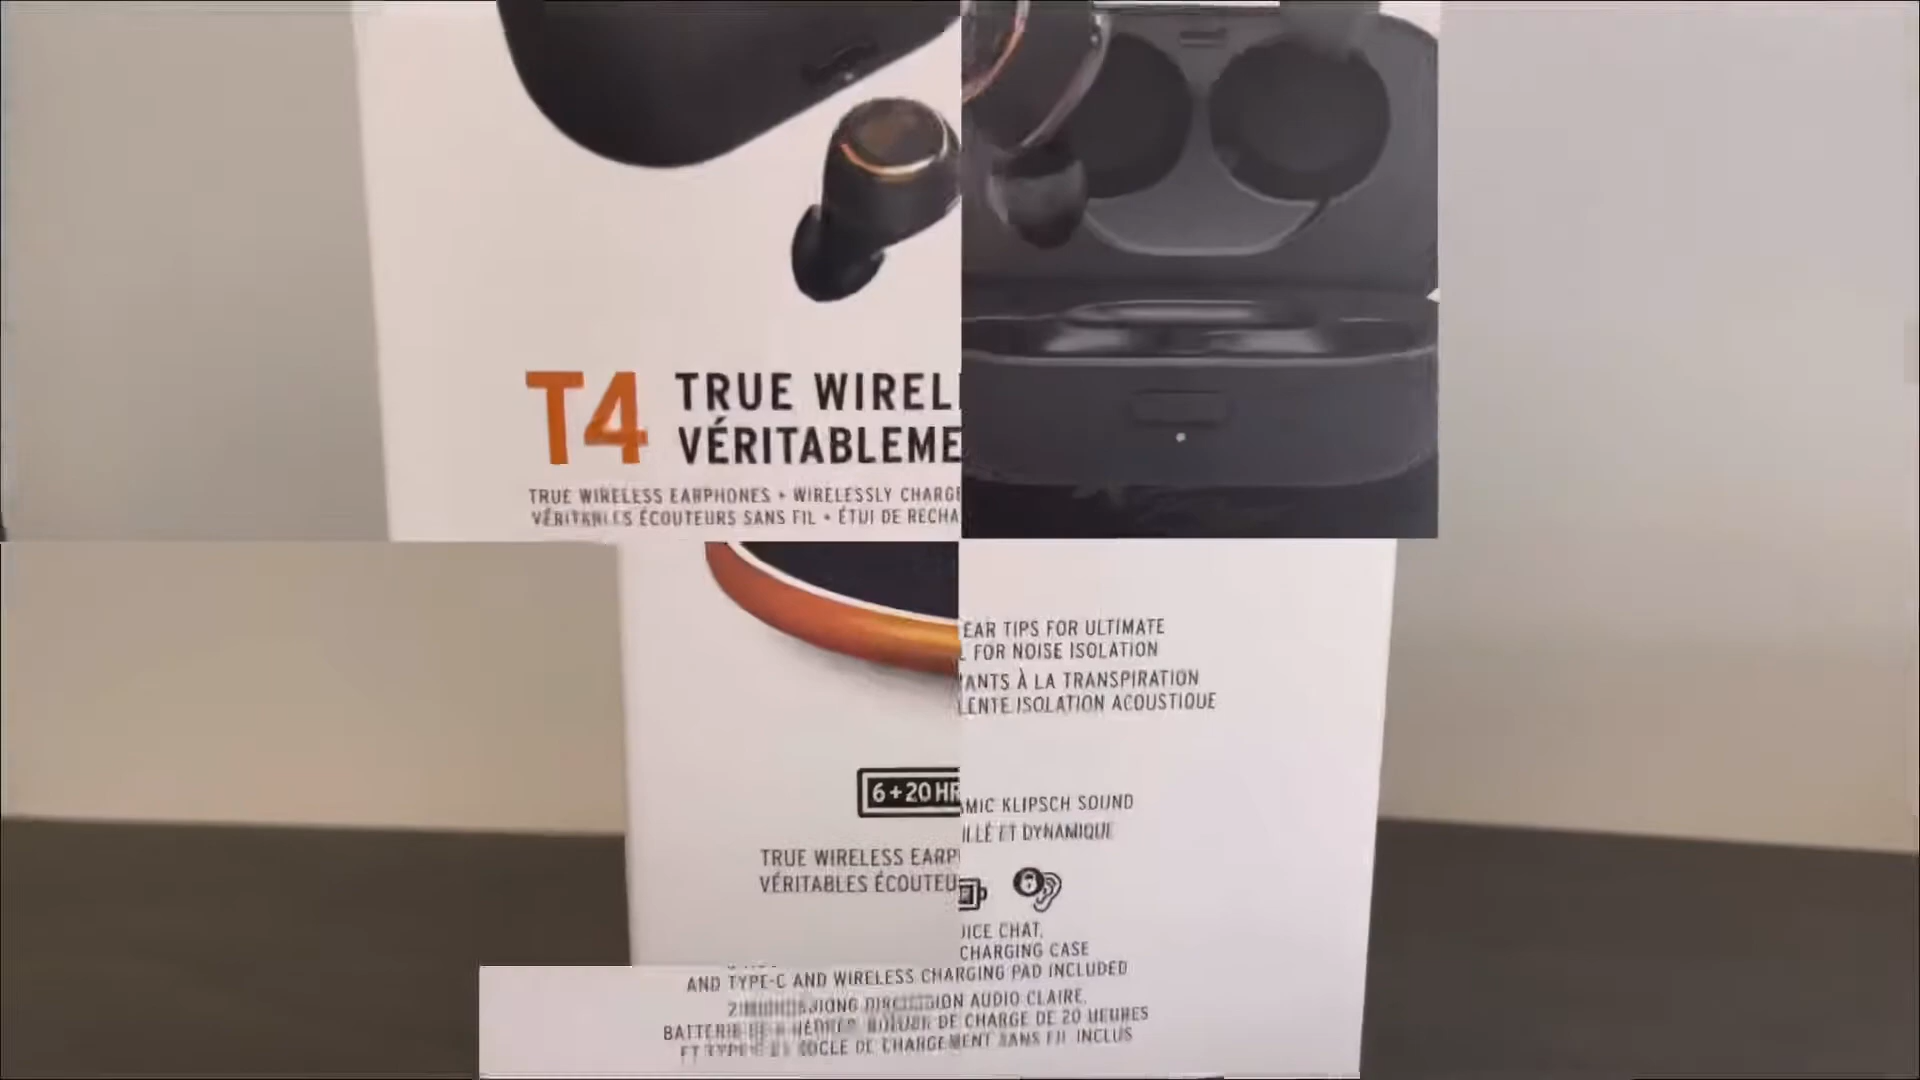 T4
TRUE WIREL
VÉRITABLEME
TRUE WIRELESS EARPHONES • WIRELESSLY CHARGE
ÉCOUTEURS SANS FIL • ÉTUI DE RECHA
EAR TIPS FOR ULTIMATE
FOR NOISE ISOLATION
ANTS À LA TRANSPIRATION
LENTE ISOLATION ACOUSTIQUE
6+20 HR
MIC KLIPSCH SOUND
ILLÉ ET DYNAMIQUE
TRUE WIRELESS EARP
VÉRITABLES ÉCOUTEU
ICE CHAT,
CHARGING CASE
AND TYPE-C AND WIRELESS CHARGING PAD INCLUDED
AUDIO CLAIRE,
BATTERIE DE CHARGE DE 20 HEURES
DE CHARGEMENT SANS FIL INCLUS